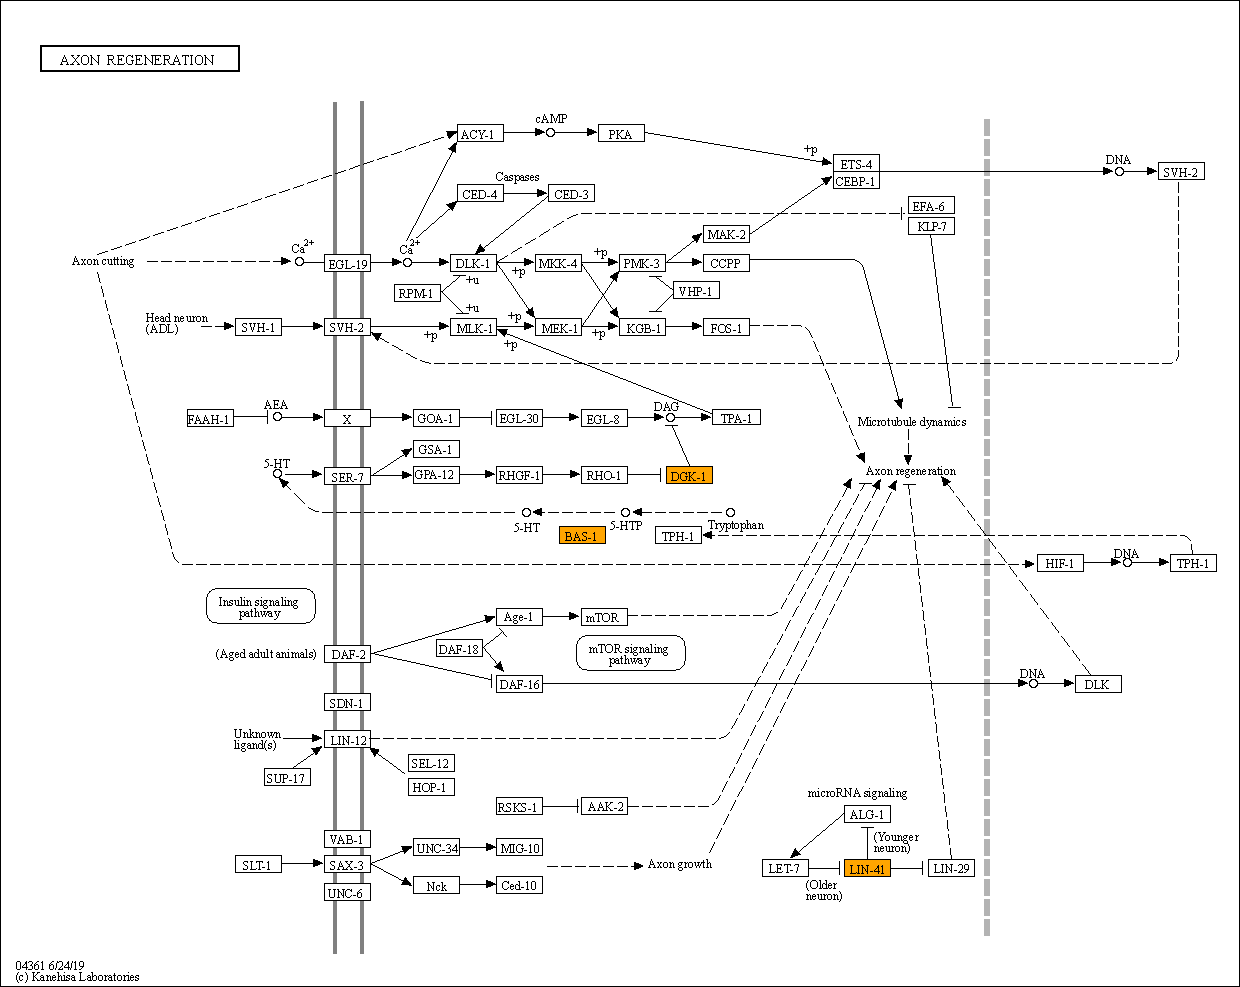 AXON REGENERATION
cAMP
ACY-1
PKA
+p
ETS-4
CEBP-1
DNA
SVH-2
Caspases
CED-4
CED-3
EFA-6
KLP-7
MAK-2
Axon cutting
Ca2+
EGL-19
Ca2+
DLK-1
+p
MKK-4
+p
PMK-3
CCPP
RPM-1
+u
+u
VHP-1
Head neuron
(ADL)
SVH-1
SVH-2
+p
MLK-1
+p
MEK-1
+p
KGB-1
FOS-1
+p
FAAH-1
AEA
X
GOA-1
EGL-30
EGL-8
DAG
TPA-1
Microtubule dynamics
GSA-1
5-HT
SER-7
GPA-12
RHGF-1
RHO-1
DGK-1
Axon regeneration
5-HT
5-HTP
Tryptophan
BAS-1
TPH-1
HIF-1
DNA
TPH-1
Insulin signaling
pathway
Age-1
mTOR
(Aged adult animals)
DAF-2
DAF-18
mTOR signaling
pathway
DAF-16
DNA
DLK
SDN-1
Unknown
ligand(s)
LIN-12
SUP-17
SEL-12
HOP-1
RSKS-1
AAK-2
microRNA signaling
ALG-1
VAB-1
UNC-34
MIG-10
(Younger
neuron)
SLT-1
SAX-3
Axon growth
LET-7
LIN-41
LIN-29
Nck
Ced-10
(Older
neuron)
UNC-6
04361 6/24/19
(c) Kanehisa Laboratories